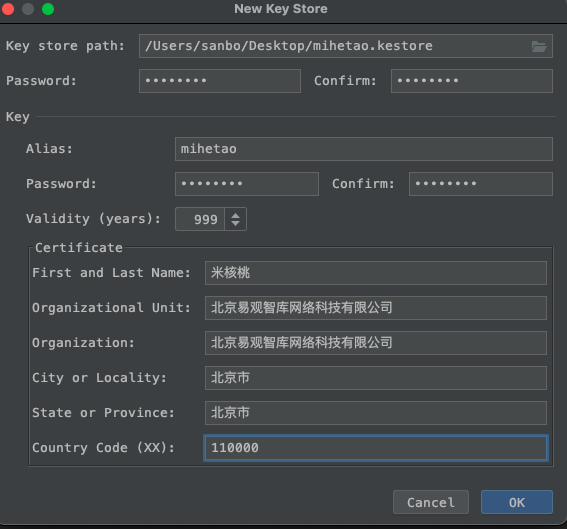 New Key Store
Key store path: /Users/sanbo/Desktop/mihetao.kestore
Password: •••••••• Confirm: ••••••••
Key
Alias: mihetao
Password: •••••••• Confirm: ••••••••
Validity (years): 999
Certificate
First and Last Name: 米核桃
Organizational Unit: 北京易观智库网络科技有限公司
Organization: 北京易观智库网络科技有限公司
City or Locality: 北京市
State or Province: 北京市
Country Code (XX): 110000
Cancel OK